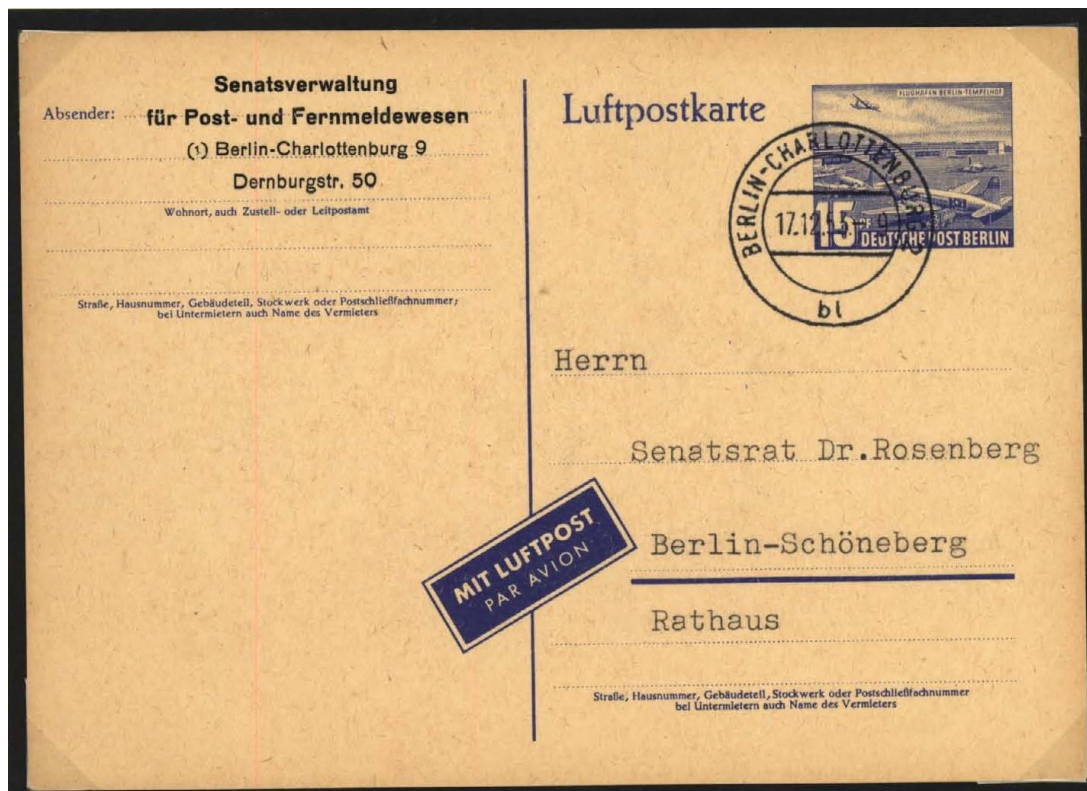 Senatsverwaltung
Absender: für Post- und Fernmeldewesen
(1) Berlin-Charlottenburg 9
Dernburgstr. 50
Wohnort, auch Zustell- oder Leitpostamt
Straße, Hausnummer, Gebäudeteil, Stockwerk oder Postschließfachnummer;
bei Untermietern auch Name des Vermieters
Luftpostkarte
FLUGHAFEN BERLIN-TEMPELHOF
15 PF
DEUTSCHE POST BERLIN
BERLIN-CHARLOTTENBURG
17.12.5
bl
Herrn
Senatsrat Dr.Rosenberg
Berlin-Schöneberg
Rathaus
MIT LUFTPOST
PAR AVION
Straße, Hausnummer, Gebäudeteil, Stockwerk oder Postschließfachnummer
bei Untermietern auch Name des Vermieters